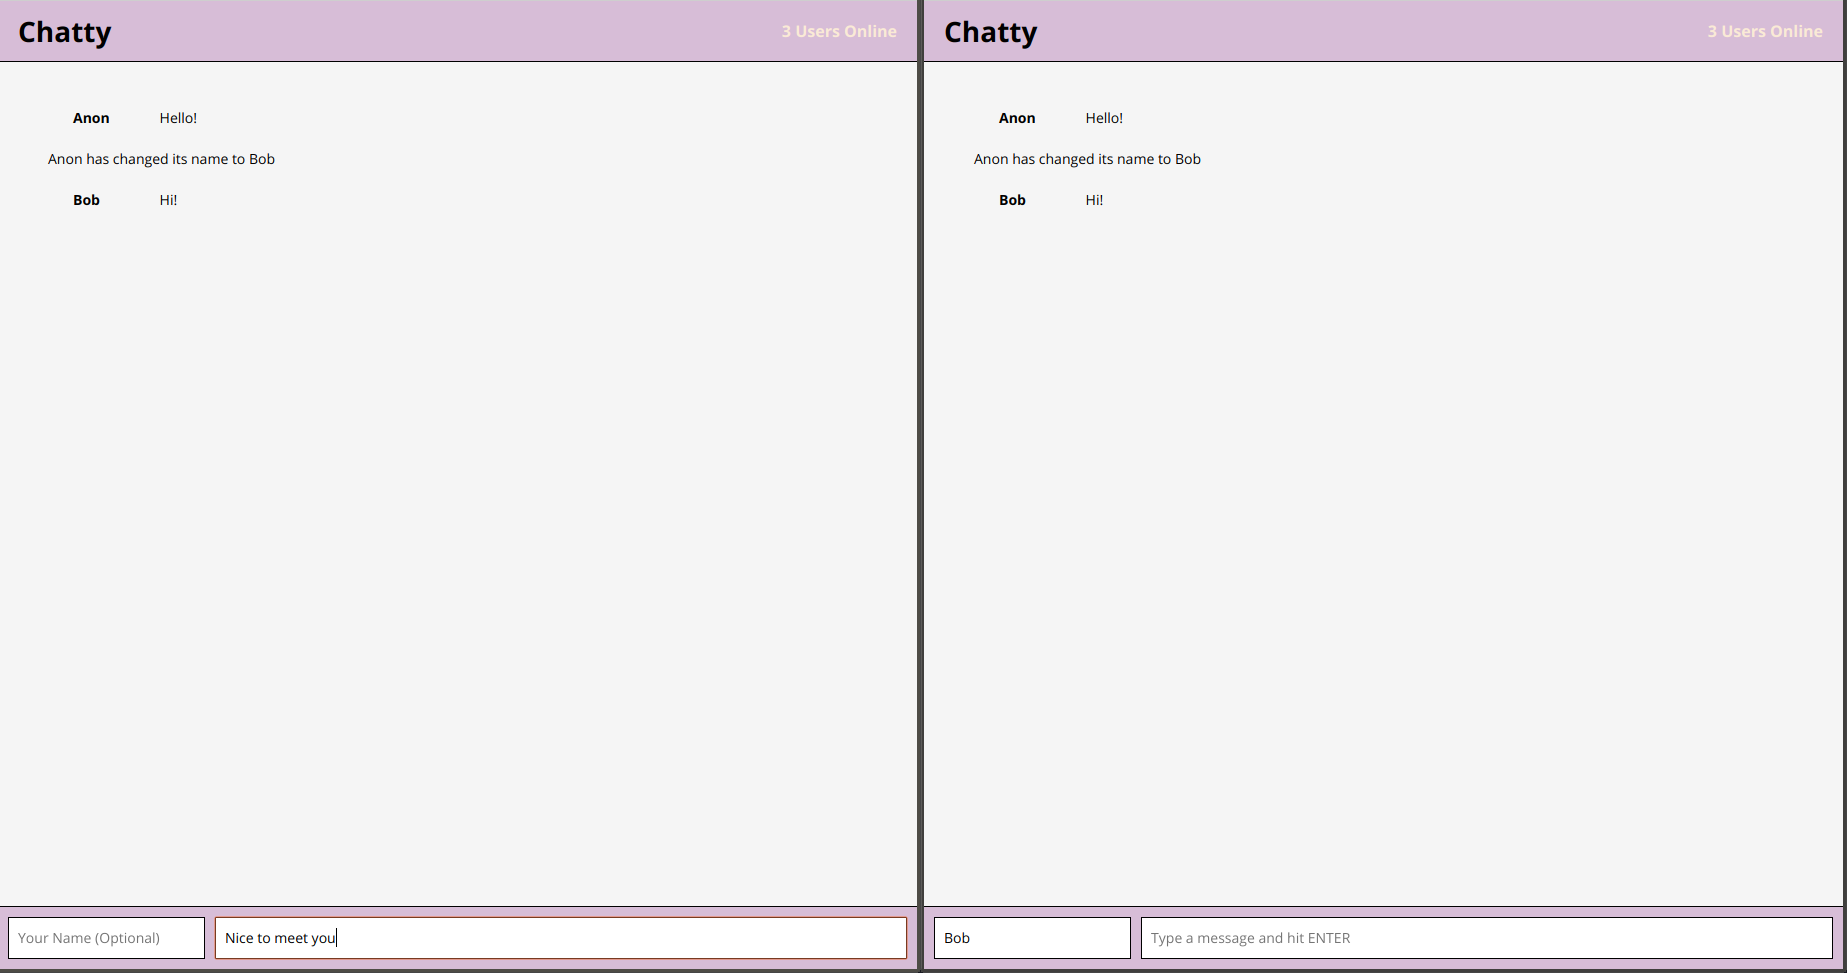 Chatty
3 Users Online
Anon Hello!
Anon has changed its name to Bob
Bob Hi!
Your Name (Optional)
Nice to meet you
Chatty
3 Users Online
Anon Hello!
Anon has changed its name to Bob
Bob Hi!
Bob
Type a message and hit ENTER